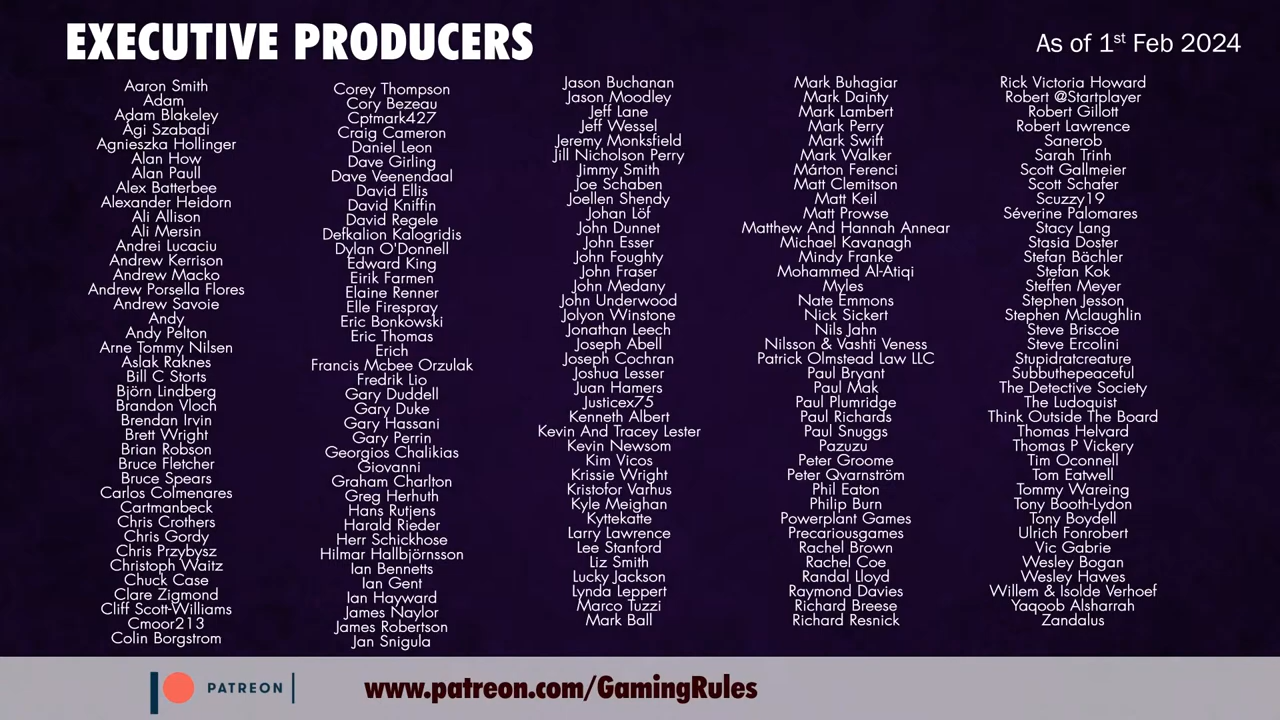 EXECUTIVE PRODUCERS
As of 1st Feb 2024
Aaron Smith
Adam
Adam Blakeley
Ági Szabadi
Agnieszka Hollinger
Alan How
Alan Paull
Alex Batterbee
Alexander Heidorn
Ali Allison
Ali Mersin
Andrei Lucaciu
Andrew Kerrison
Andrew Macko
Andrew Porsella Flores
Andrew Savoie
Andy
Andy Pelton
Arne Tommy Nilsen
Aslak Raknes
Bill C Storts
Björn Lindberg
Brandon Vloch
Brendan Irvin
Brett Wright
Brian Robson
Bruce Fletcher
Bruce Spears
Carlos Colmenares
Cartmanbeck
Chris Crothers
Chris Gordy
Chris Przybysz
Christoph Waitz
Chuck Case
Clare Zigmond
Cliff Scott-Williams
Cmoor213
Colin Borgstrom
Corey Thompson
Cory Bezeau
Cptmark427
Craig Cameron
Daniel Leon
Dave Girling
Dave Veenendaal
David Ellis
David Kniffin
David Regele
Defkalion Kalogridis
Dylan O'Donnell
Edward King
Eirik Farmen
Elaine Renner
Elle Firespray
Eric Bonkowski
Eric Thomas
Erich
Francis Mcbee Orzulak
Fredrik Lio
Gary Duddell
Gary Duke
Gary Hassani
Gary Perrin
Georgios Chalikias
Giovanni
Graham Charlton
Greg Herhuth
Hans Rutjens
Harald Rieder
Herr Schickhose
Hilmar Hallbjörnsson
Ian Bennetts
Ian Gent
Ian Hayward
James Naylor
James Robertson
Jan Snigula
Jason Buchanan
Jason Moodley
Jeff Lane
Jeff Wessel
Jeremy Monksfield
Jill Nicholson Perry
Jimmy Smith
Joe Schaben
Joellen Shendy
Johan Löf
John Dunnet
John Esser
John Foughty
John Fraser
John Medany
John Underwood
Jolyon Winstone
Jonathan Leech
Joseph Abell
Joseph Cochran
Joshua Lesser
Juan Hamers
Justicex75
Kenneth Albert
Kevin And Tracey Lester
Kevin Newsom
Kim Vicos
Krissie Wright
Kristofor Varhus
Kyle Meighan
Kyttekatte
Larry Lawrence
Lee Stanford
Liz Smith
Lucky Jackson
Lynda Leppert
Marco Tuzzi
Mark Ball
Mark Buhagiar
Mark Dainty
Mark Lambert
Mark Perry
Mark Swift
Mark Walker
Márton Ferenci
Matt Clemitson
Matt Keil
Matt Prowse
Matthew And Hannah Annear
Michael Kavanagh
Mindy Franke
Mohammed Al-Atiqi
Myles
Nate Emmons
Nick Sickert
Nils Jahn
Nilsson & Vashti Veness
Patrick Olmstead Law LLC
Paul Bryant
Paul Mak
Paul Plumridge
Paul Richards
Paul Snuggs
Pazuzu
Peter Groome
Peter Qvarnström
Phil Eaton
Philip Burn
Powerplant Games
Precariousgames
Rachel Brown
Rachel Coe
Randal Lloyd
Raymond Davies
Richard Breese
Richard Resnick
Rick Victoria Howard
Robert @Startplayer
Robert Gillott
Robert Lawrence
Sanerob
Sarah Trinh
Scott Gallmeier
Scott Schafer
Scuzzy19
Séverine Palomares
Stacy Lang
Stasia Doster
Stefan Bächler
Stefan Kok
Steffen Meyer
Stephen Jesson
Stephen Mclaughlin
Steve Briscoe
Steve Ercolini
Stupidratcreature
Subbuthepeaceful
The Detective Society
The Ludoquist
Think Outside The Board
Thomas Helvard
Thomas P Vickery
Tim Oconnell
Tom Eatwell
Tommy Wareing
Tony Booth-Lydon
Tony Boydell
Ulrich Fonrobert
Vic Gabrie
Wesley Bogan
Wesley Hawes
Willem & Isolde Verhoef
Yaqoob Alsharrah
Zandalus
PATREON
www.patreon.com/GamingRules